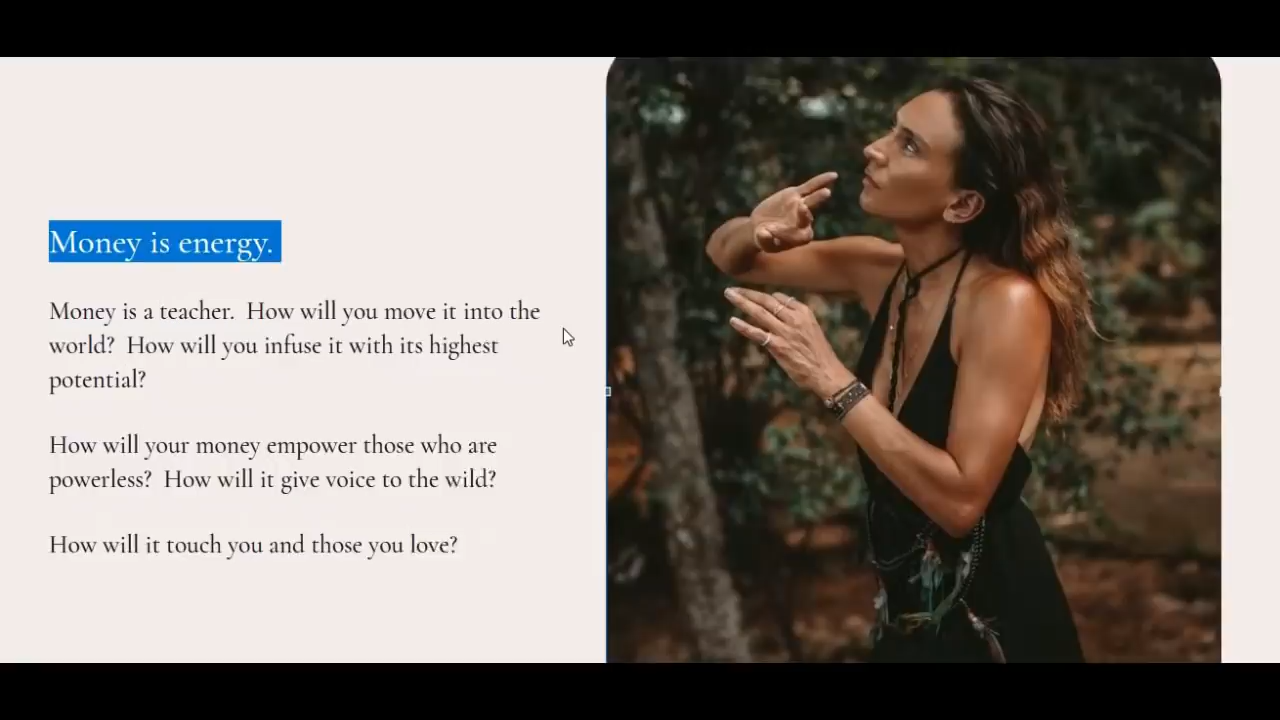 Money is energy.
Money is a teacher.  How will you move it into the
world?  How will you infuse it with its highest
potential?
How will your money empower those who are
powerless?  How will it give voice to the wild?
How will it touch you and those you love?